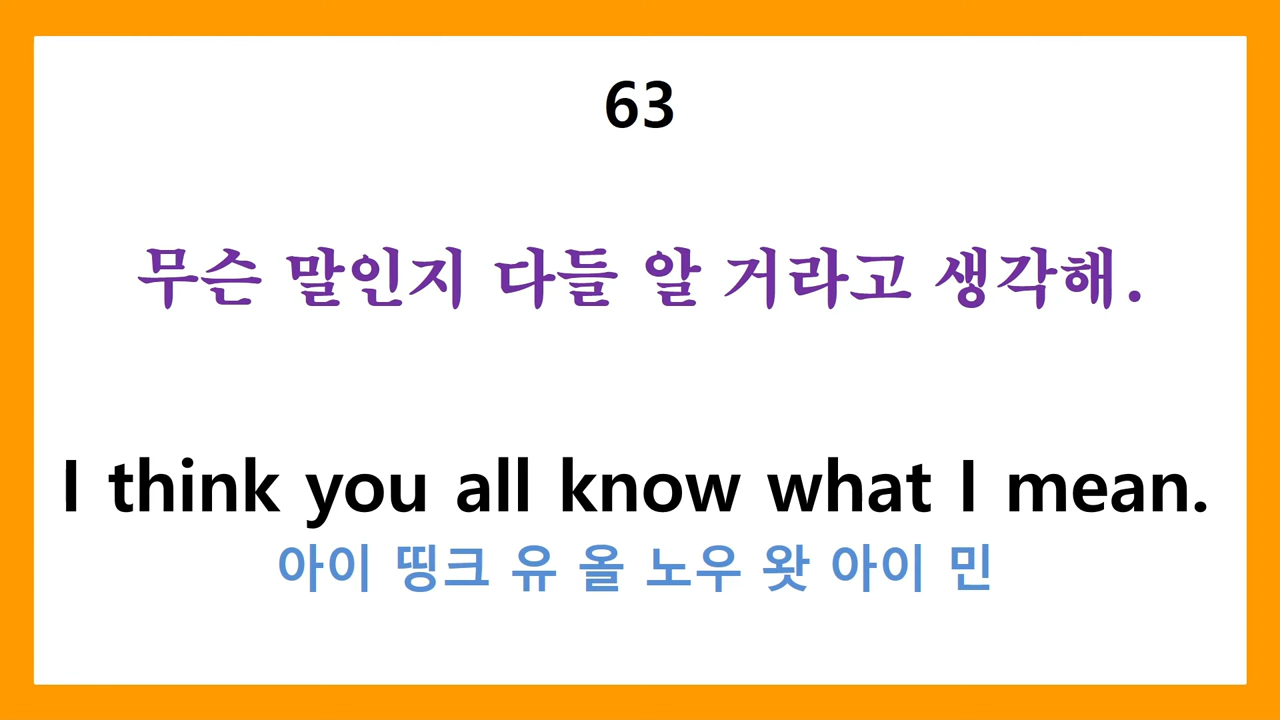 63
무슨 말인지 다들 알 거라고 생각해.
I think you all know what I mean.
아이 띵크 유 올 노우 왓 아이 민